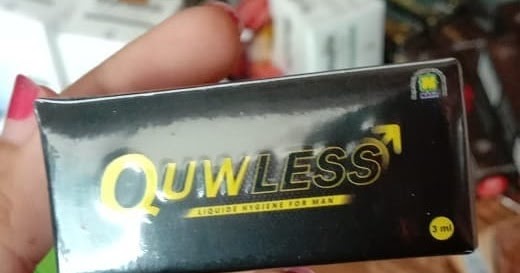 QUWLESS
LIQUIDE HYGIENE FOR MAN
3 ml